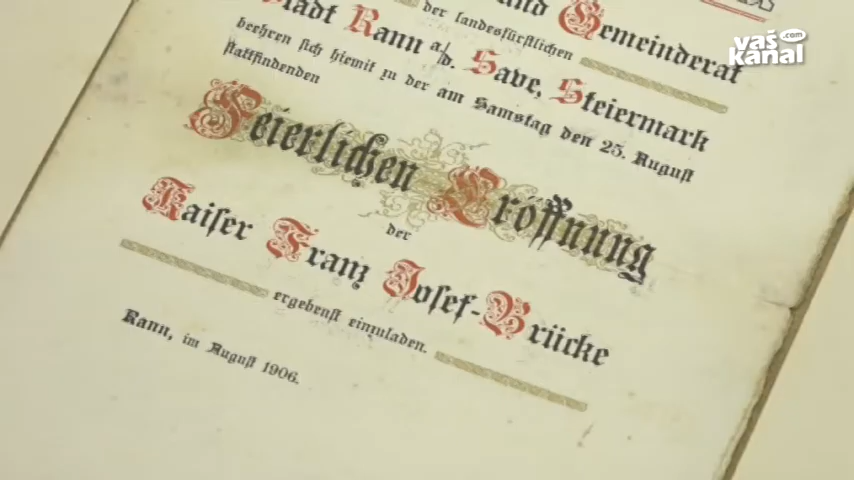 und Gemeinderat
der landesfürstlichen
Stadt Rann a/d. Save, Steiermark
beehren sich hiemit zu der am Samstag den 25. August
stattfindenden
Feierlichen Eröffnung
der
Kaiser Franz Josef-Brücke
ergebenst einzuladen.
Rann, im August 1906.
vaš kanal .com